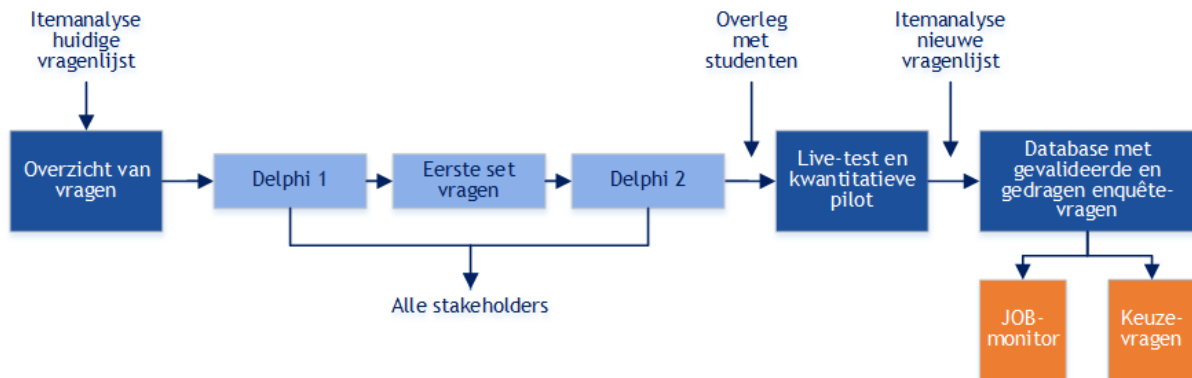 Itemanalyse
huidige
vragenlijst
Overleg
met
studenten
Itemanalyse
nieuwe
vragenlijst
Overzicht van
vragen
Delphi 1
Eerste set
vragen
Delphi 2
Live-test en
kwantitatieve
pilot
Database met
gevalideerde en
gedragen enquête-
vragen
Alle stakeholders
JOB-
monitor
Keuze-
vragen